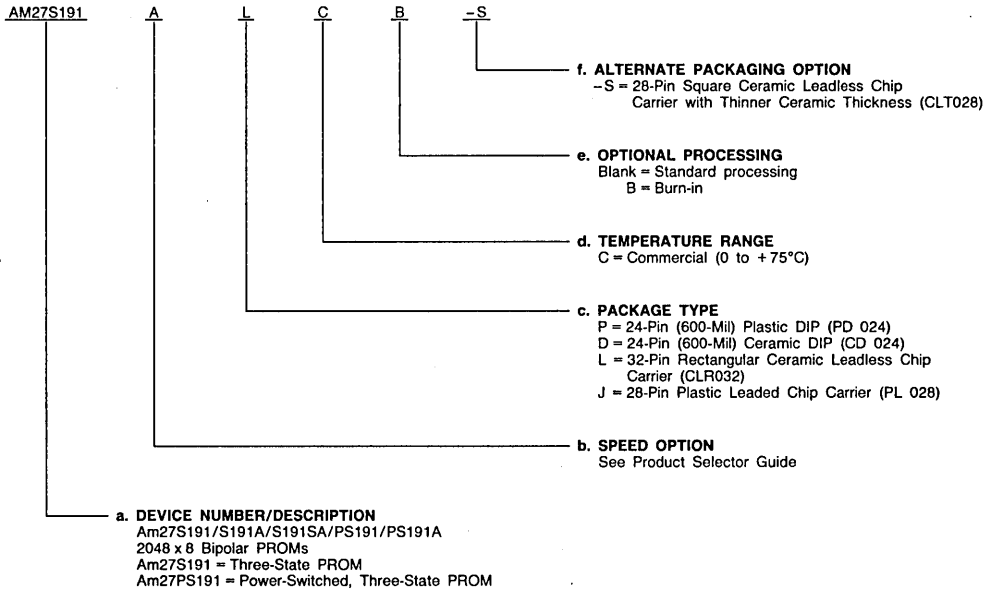 AM27S191 A L C B -S
f. ALTERNATE PACKAGING OPTION
-S = 28-Pin Square Ceramic Leadless Chip
Carrier with Thinner Ceramic Thickness (CLT028)
e. OPTIONAL PROCESSING
Blank = Standard processing
B = Burn-in
d. TEMPERATURE RANGE
C = Commercial (0 to +75°C)
c. PACKAGE TYPE
P = 24-Pin (600-Mil) Plastic DIP (PD 024)
D = 24-Pin (600-Mil) Ceramic DIP (CD 024)
L = 32-Pin Rectangular Ceramic Leadless Chip
Carrier (CLR032)
J = 28-Pin Plastic Leaded Chip Carrier (PL 028)
b. SPEED OPTION
See Product Selector Guide
a. DEVICE NUMBER/DESCRIPTION
Am27S191/S191A/S191SA/PS191/PS191A
2048 x 8 Bipolar PROMs
Am27S191 = Three-State PROM
Am27PS191 = Power-Switched, Three-State PROM